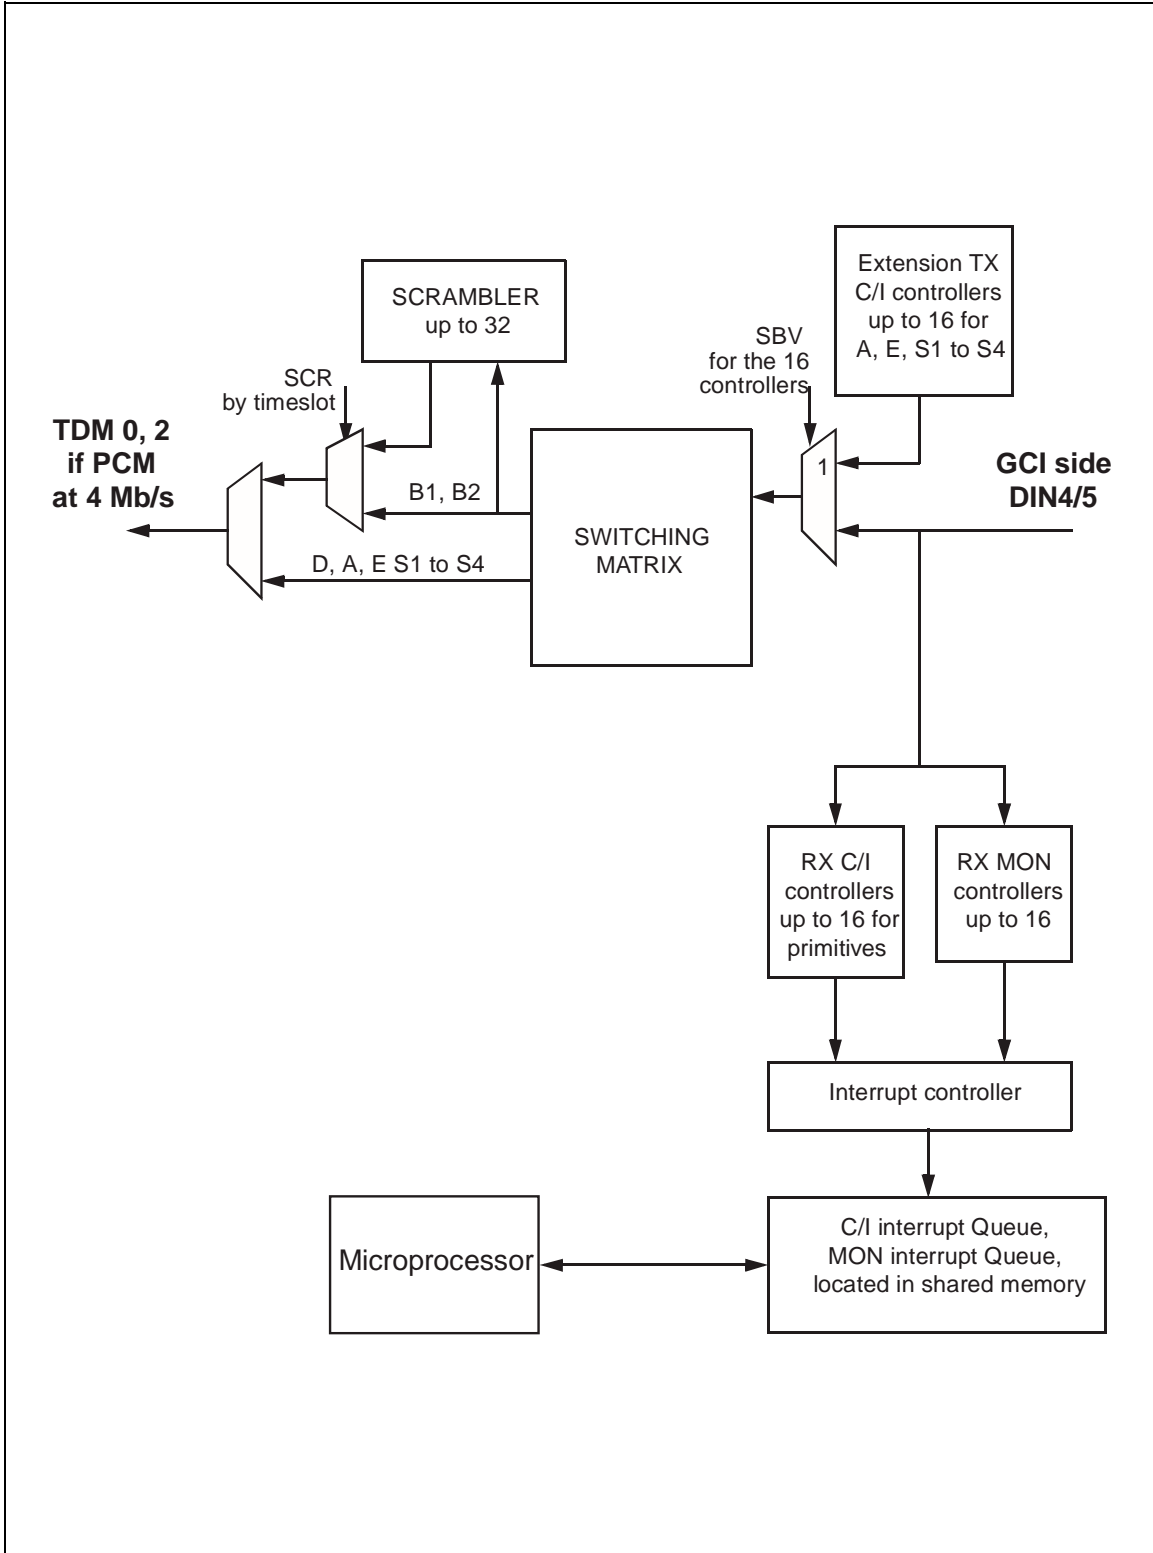 Extension TX
C/I controllers
up to 16 for
A, E, S1 to S4
SCRAMBLER
up to 32
SBV
for the 16
controllers
SCR
by timeslot
TDM 0, 2
if PCM
at 4 Mb/s
1
GCI side
DIN4/5
B1, B2
SWITCHING
MATRIX
D, A, E S1 to S4
RX C/I
controllers
up to 16 for
primitives
RX MON
controllers
up to 16
Interrupt controller
Microprocessor
C/I interrupt Queue,
MON interrupt Queue,
located in shared memory